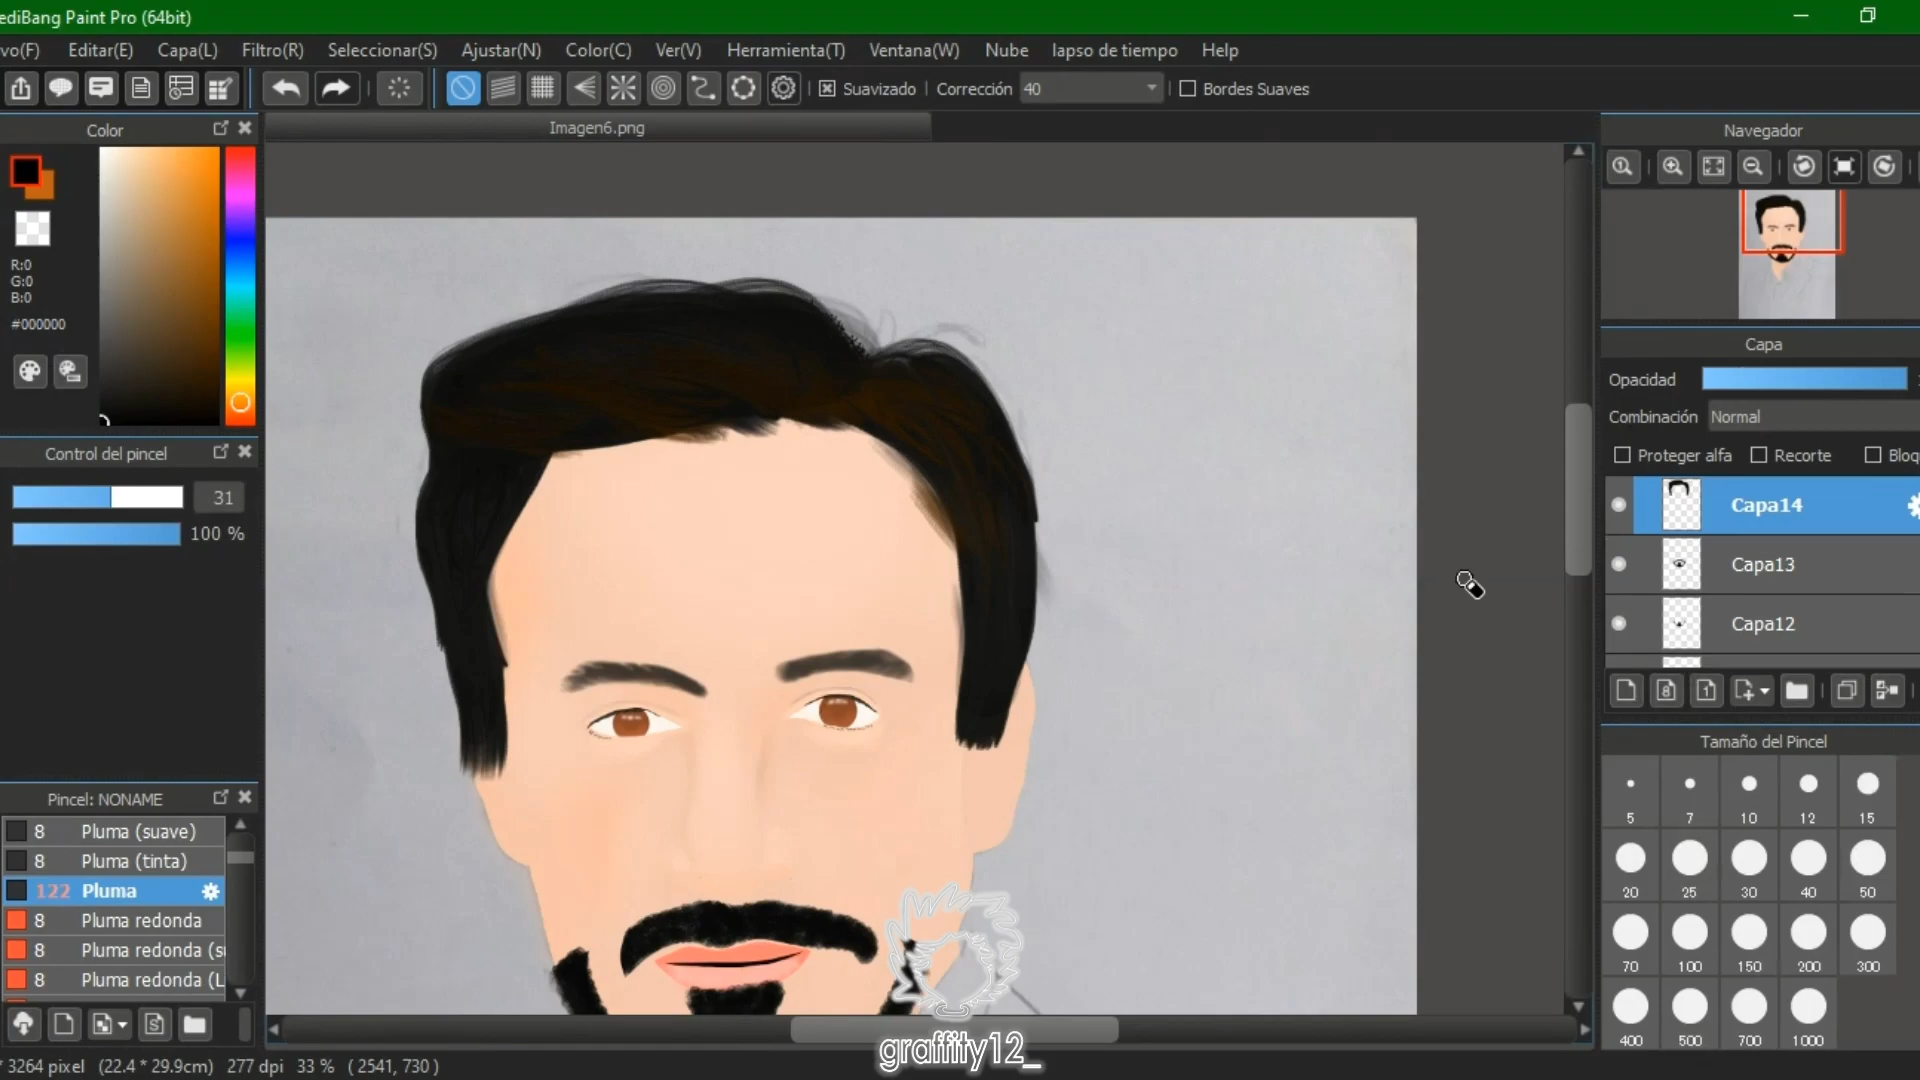 ediBang Paint Pro (64bit)
vo(F) Editar(E) Capa(L) Filtro(R) Seleccionar(S) Ajustar(N) Color(C) Ver(V) Herramienta(T) Ventana(W) Nube lapso de tiempo Help
Suavizado Corrección 40 Bordes Suaves
Color
Imagen6.png
Navegador
R:0
G:0
B:0
#000000
Capa
Opacidad
Combinación Normal
Proteger alfa Recorte Bloq
Control del pincel
31
100 %
Capa14
Capa13
Capa12
Tamaño del Pincel
5 7 10 12 15
20 25 30 40 50
70 100 150 200 300
400 500 700 1000
Pincel: NONAME
8 Pluma (suave)
8 Pluma (tinta)
122 Pluma
8 Pluma redonda
8 Pluma redonda (s
8 Pluma redonda (L
graffity12_
* 3264 pixel (22.4 * 29.9cm) 277 dpi 33 % ( 2541, 730 )